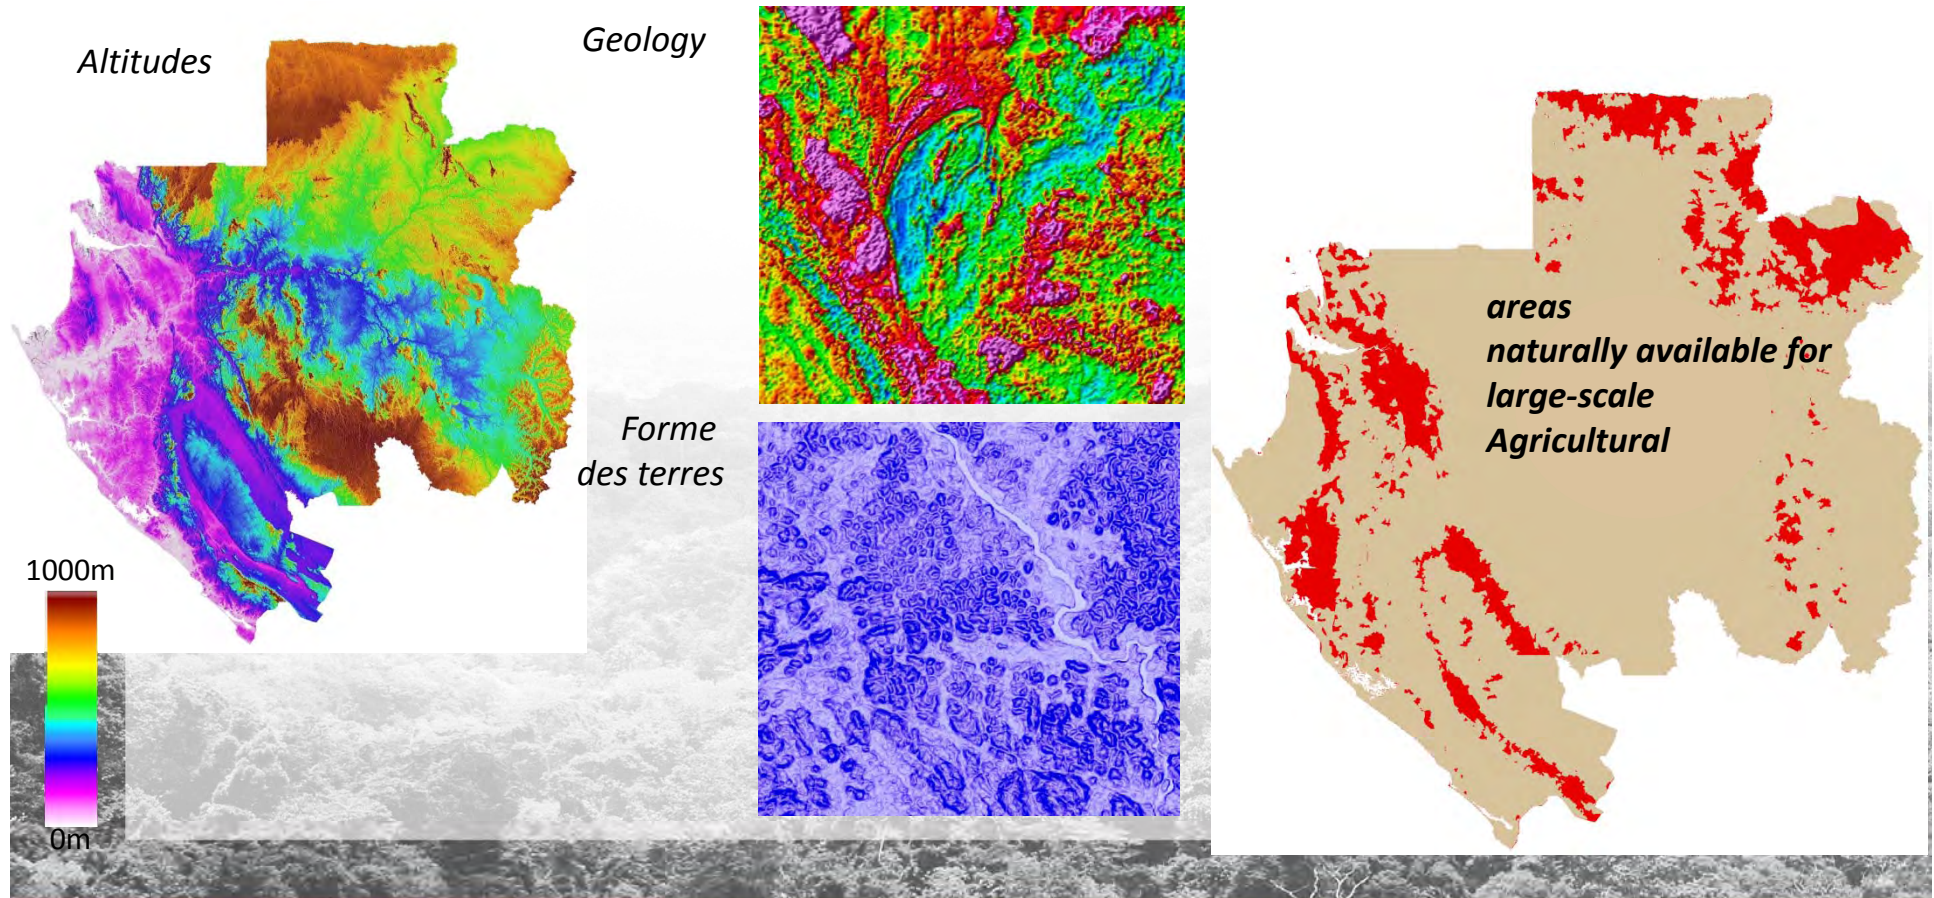 Altitudes
Geology
Forme
des terres
1000m
0m
areas
naturally available for
large-scale
Agricultural